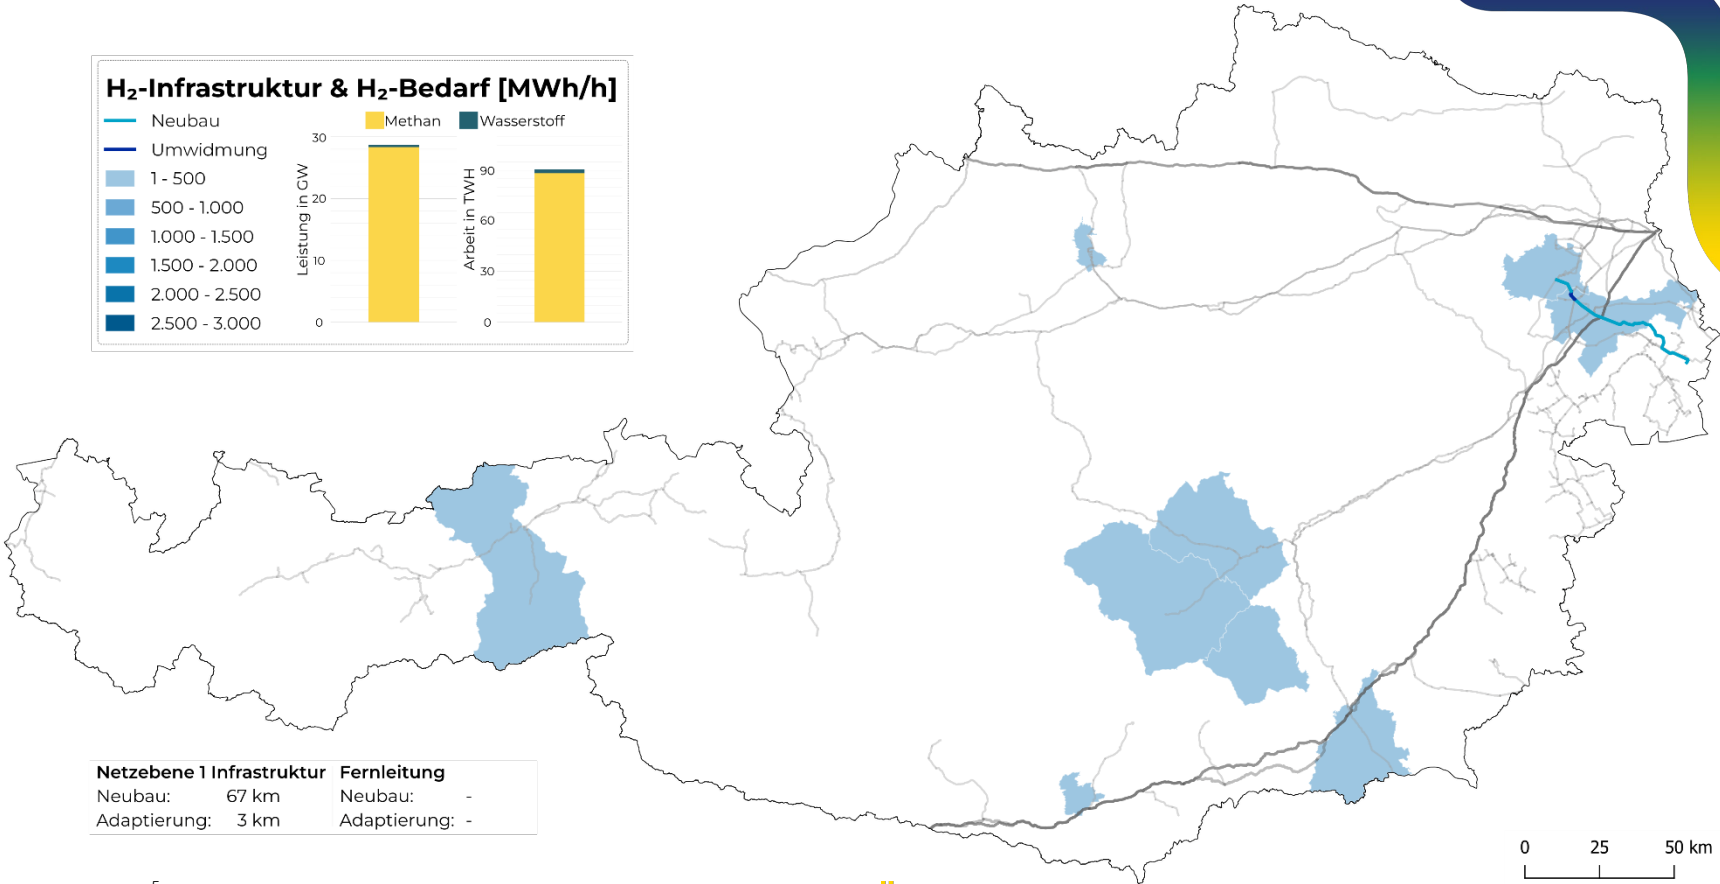 H₂-Infrastruktur & H₂-Bedarf [MWh/h]
Neubau
Umwidmung
1 - 500
500 - 1.000
1.000 - 1.500
1.500 - 2.000
2.000 - 2.500
2.500 - 3.000
Methan
Wasserstoff
Leistung in GW
30
20
10
0
Arbeit in TWH
90
60
30
0
Netzebene 1 Infrastruktur Fernleitung
Neubau: 67 km Neubau: -
Adaptierung: 3 km Adaptierung: -
0 25 50 km